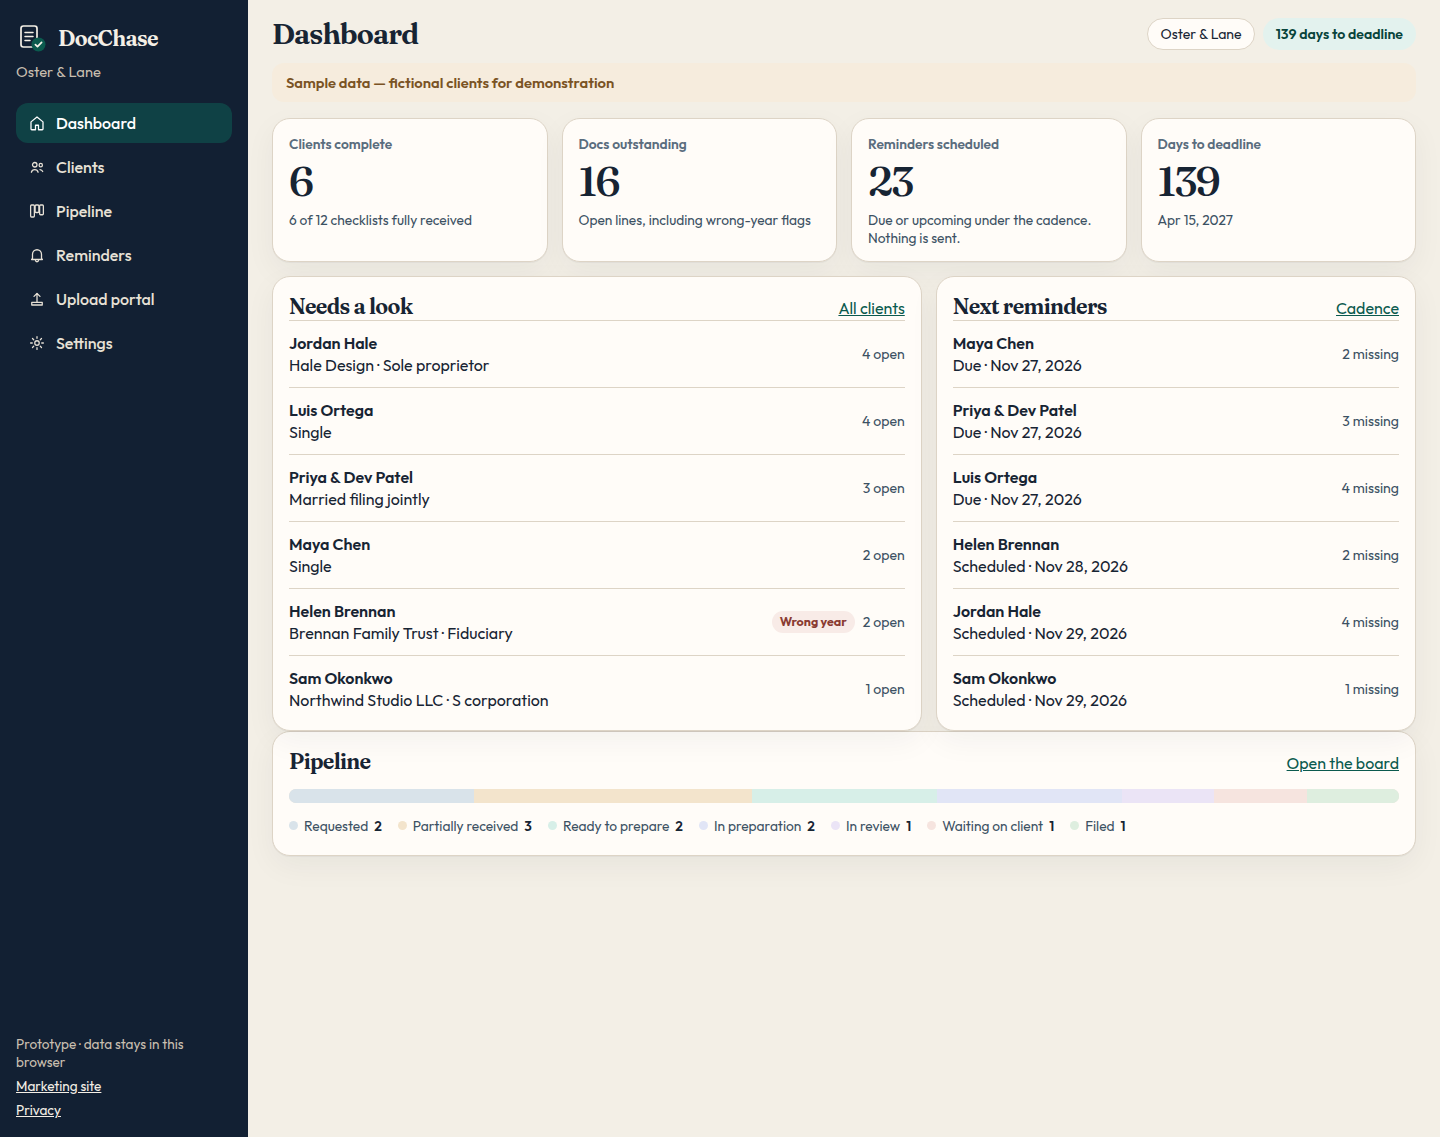 DocChase
Oster & Lane
Dashboard
Clients
Pipeline
Reminders
Upload portal
Settings
Prototype · data stays in this
browser
Marketing site
Privacy
Dashboard
Oster & Lane
139 days to deadline
Sample data — fictional clients for demonstration
Clients complete
6
6 of 12 checklists fully received
Docs outstanding
16
Open lines, including wrong-year flags
Reminders scheduled
23
Due or upcoming under the cadence.
Nothing is sent.
Days to deadline
139
Apr 15, 2027
Needs a look
All clients
Jordan Hale
Hale Design · Sole proprietor
4 open
Luis Ortega
Single
4 open
Priya & Dev Patel
Married filing jointly
3 open
Maya Chen
Single
2 open
Helen Brennan
Brennan Family Trust · Fiduciary
Wrong year
2 open
Sam Okonkwo
Northwind Studio LLC · S corporation
1 open
Next reminders
Cadence
Maya Chen
Due · Nov 27, 2026
2 missing
Priya & Dev Patel
Due · Nov 27, 2026
3 missing
Luis Ortega
Due · Nov 27, 2026
4 missing
Helen Brennan
Scheduled · Nov 28, 2026
2 missing
Jordan Hale
Scheduled · Nov 29, 2026
4 missing
Sam Okonkwo
Scheduled · Nov 29, 2026
1 missing
Pipeline
Open the board
Requested 2
Partially received 3
Ready to prepare 2
In preparation 2
In review 1
Waiting on client 1
Filed 1